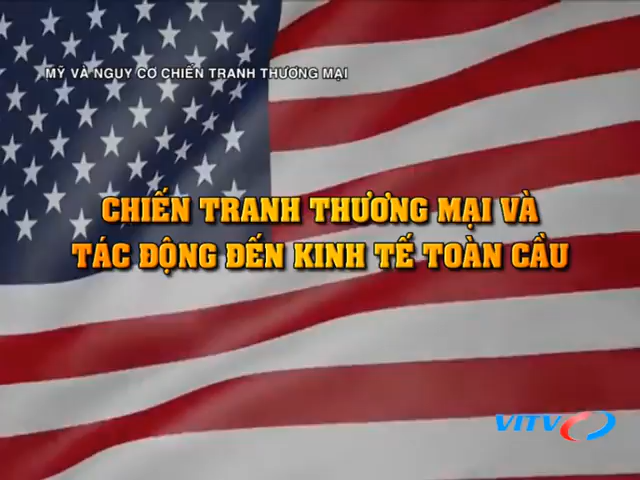 MỸ VÀ NGUY CƠ CHIẾN TRANH THƯƠNG MẠI
CHIẾN TRANH THƯƠNG MẠI VÀ
TÁC ĐỘNG ĐẾN KINH TẾ TOÀN CẦU
VITV